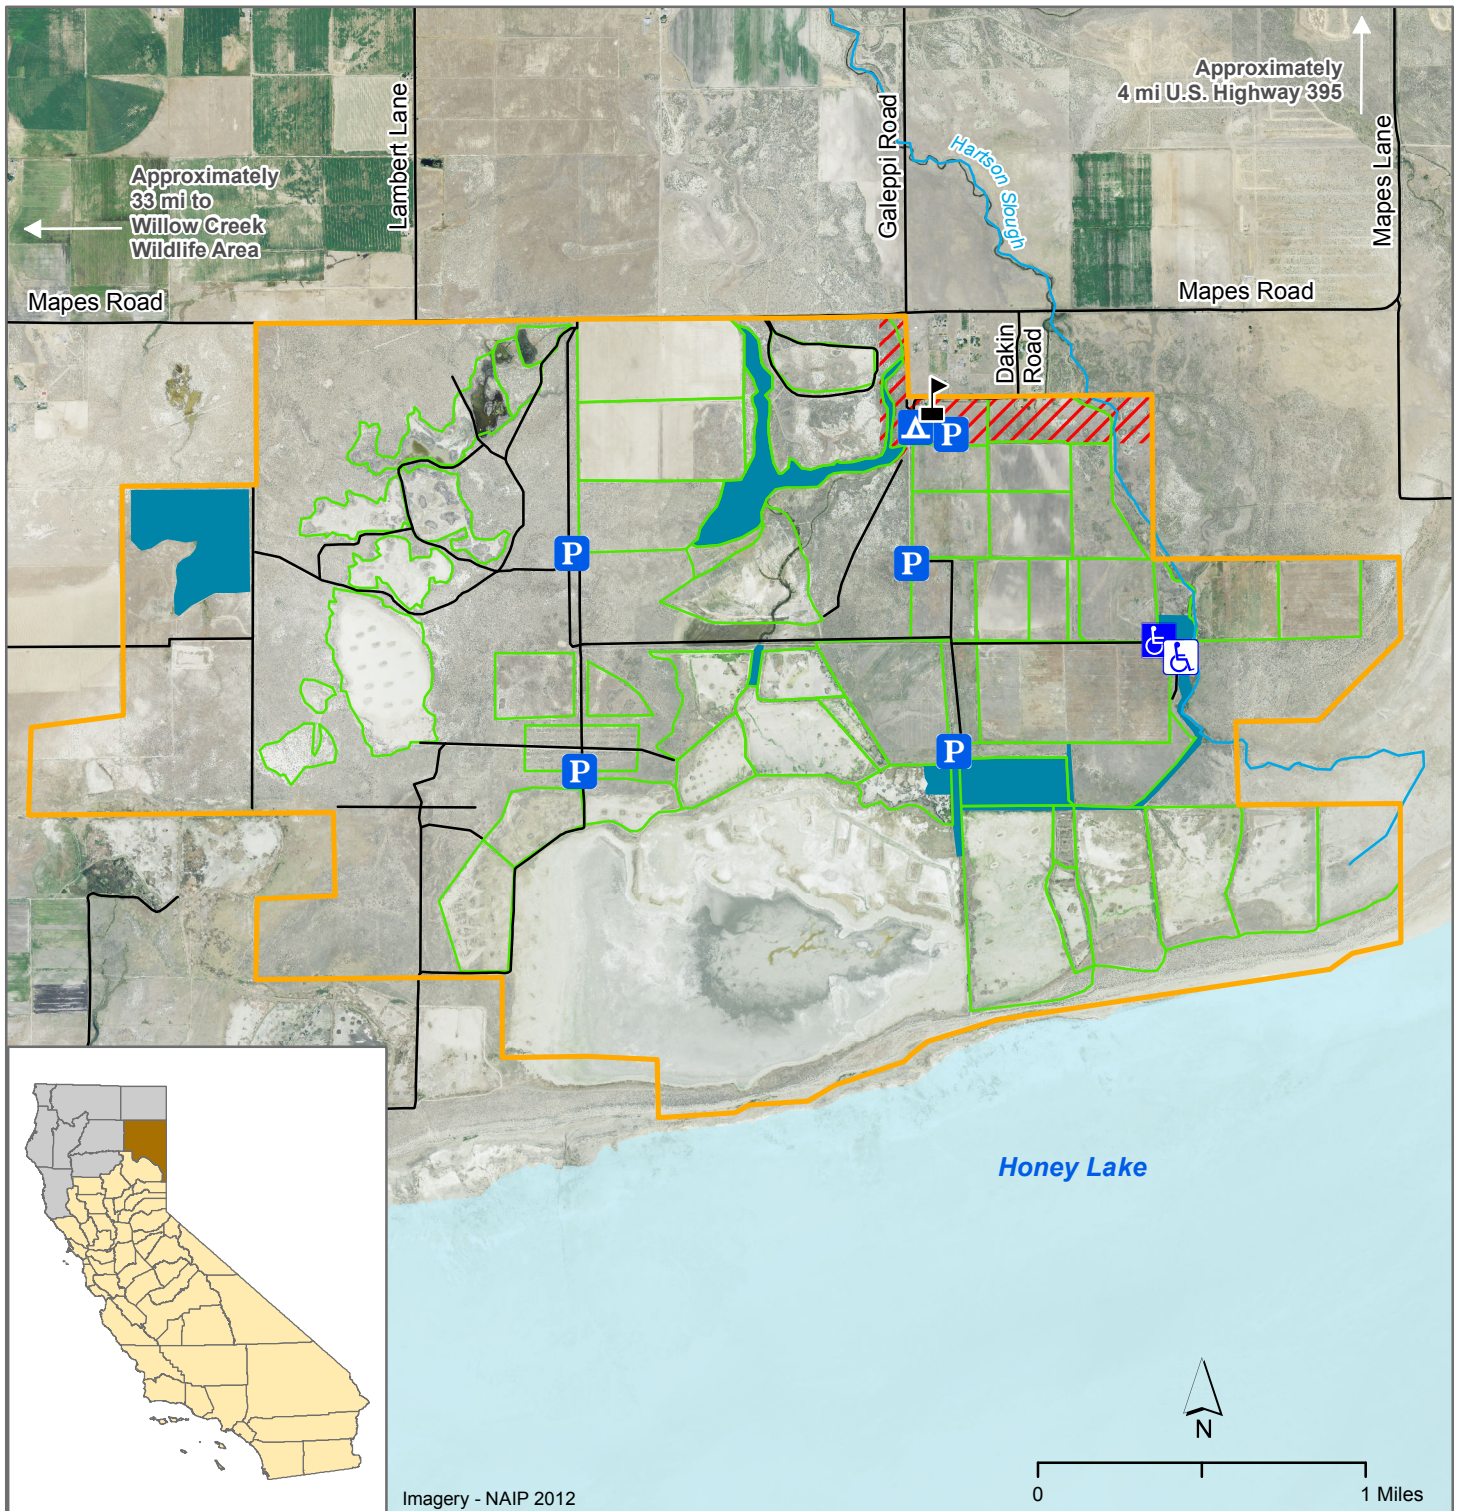 Approximately
4 mi U.S. Highway 395
Lambert Lane
Galeppi Road
Mapes Lane
Hartson Slough
Approximately
33 mi to
Willow Creek
Wildlife Area
Mapes Road
Mapes Road
Dakin
Road
P
P
P
P
P
Honey Lake
N
0
1 Miles
Imagery - NAIP 2012